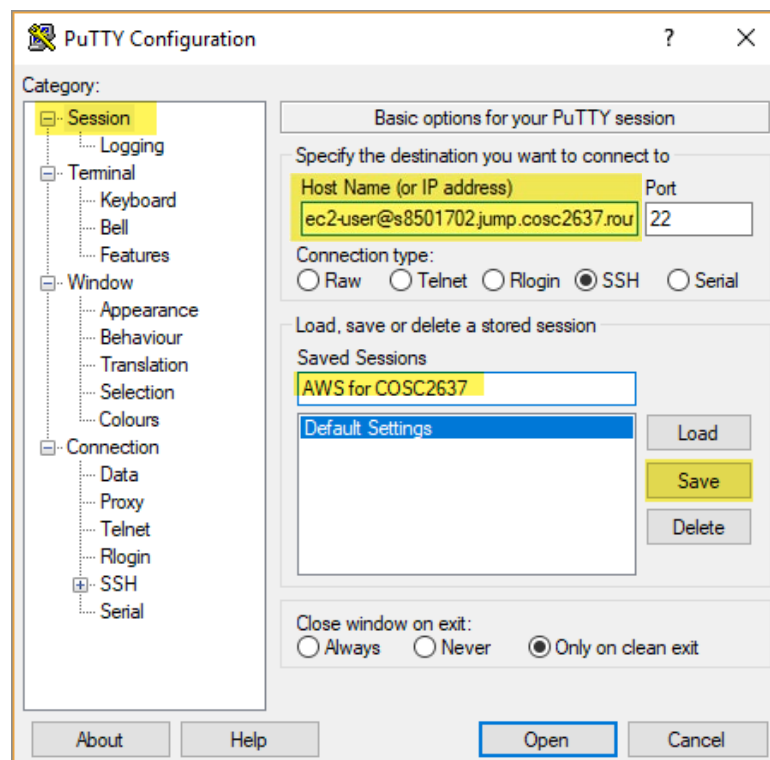 PuTTY Configuration
?
Category:
Session
Logging
Terminal
Keyboard
Bell
Features
Window
Appearance
Behaviour
Translation
Selection
Colours
Connection
Data
Proxy
Telnet
Rlogin
SSH
Serial
Basic options for your PuTTY session
Specify the destination you want to connect to
Host Name (or IP address) Port
ec2-user@s8501702.jump.cosc2637.rou 22
Connection type:
Raw Telnet Rlogin SSH Serial
Load, save or delete a stored session
Saved Sessions
AWS for COSC2637
Default Settings
Load
Save
Delete
Close window on exit:
Always Never Only on clean exit
About Help Open Cancel